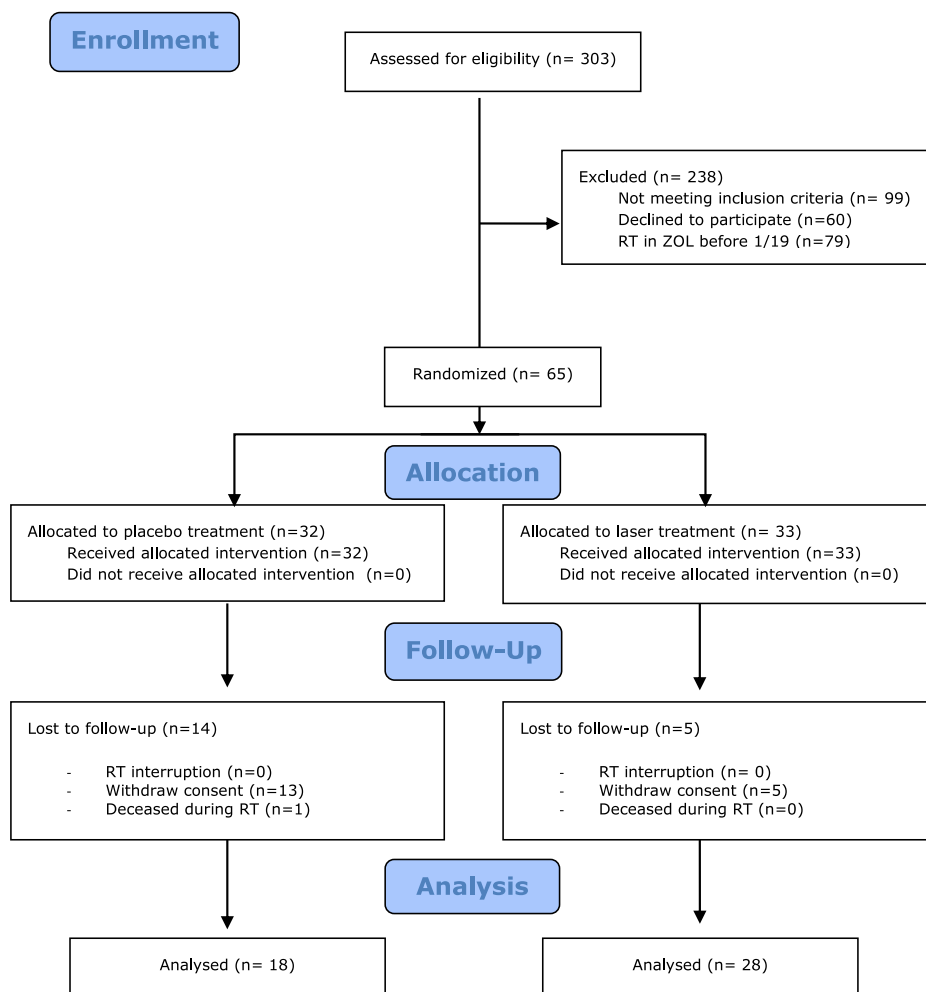 Enrollment
Assessed for eligibility (n= 303)
Excluded (n= 238)
Not meeting inclusion criteria (n= 99)
Declined to participate (n=60)
RT in ZOL before 1/19 (n=79)
Randomized (n= 65)
Allocation
Allocated to placebo treatment (n=32)
Received allocated intervention (n=32)
Did not receive allocated intervention (n=0)
Allocated to laser treatment (n= 33)
Received allocated intervention (n=33)
Did not receive allocated intervention (n=0)
Follow-Up
Lost to follow-up (n=14)
- RT interruption (n=0)
- Withdraw consent (n=13)
- Deceased during RT (n=1)
Lost to follow-up (n=5)
- RT interruption (n= 0)
- Withdraw consent (n=5)
- Deceased during RT (n=0)
Analysis
Analysed (n= 18)
Analysed (n= 28)